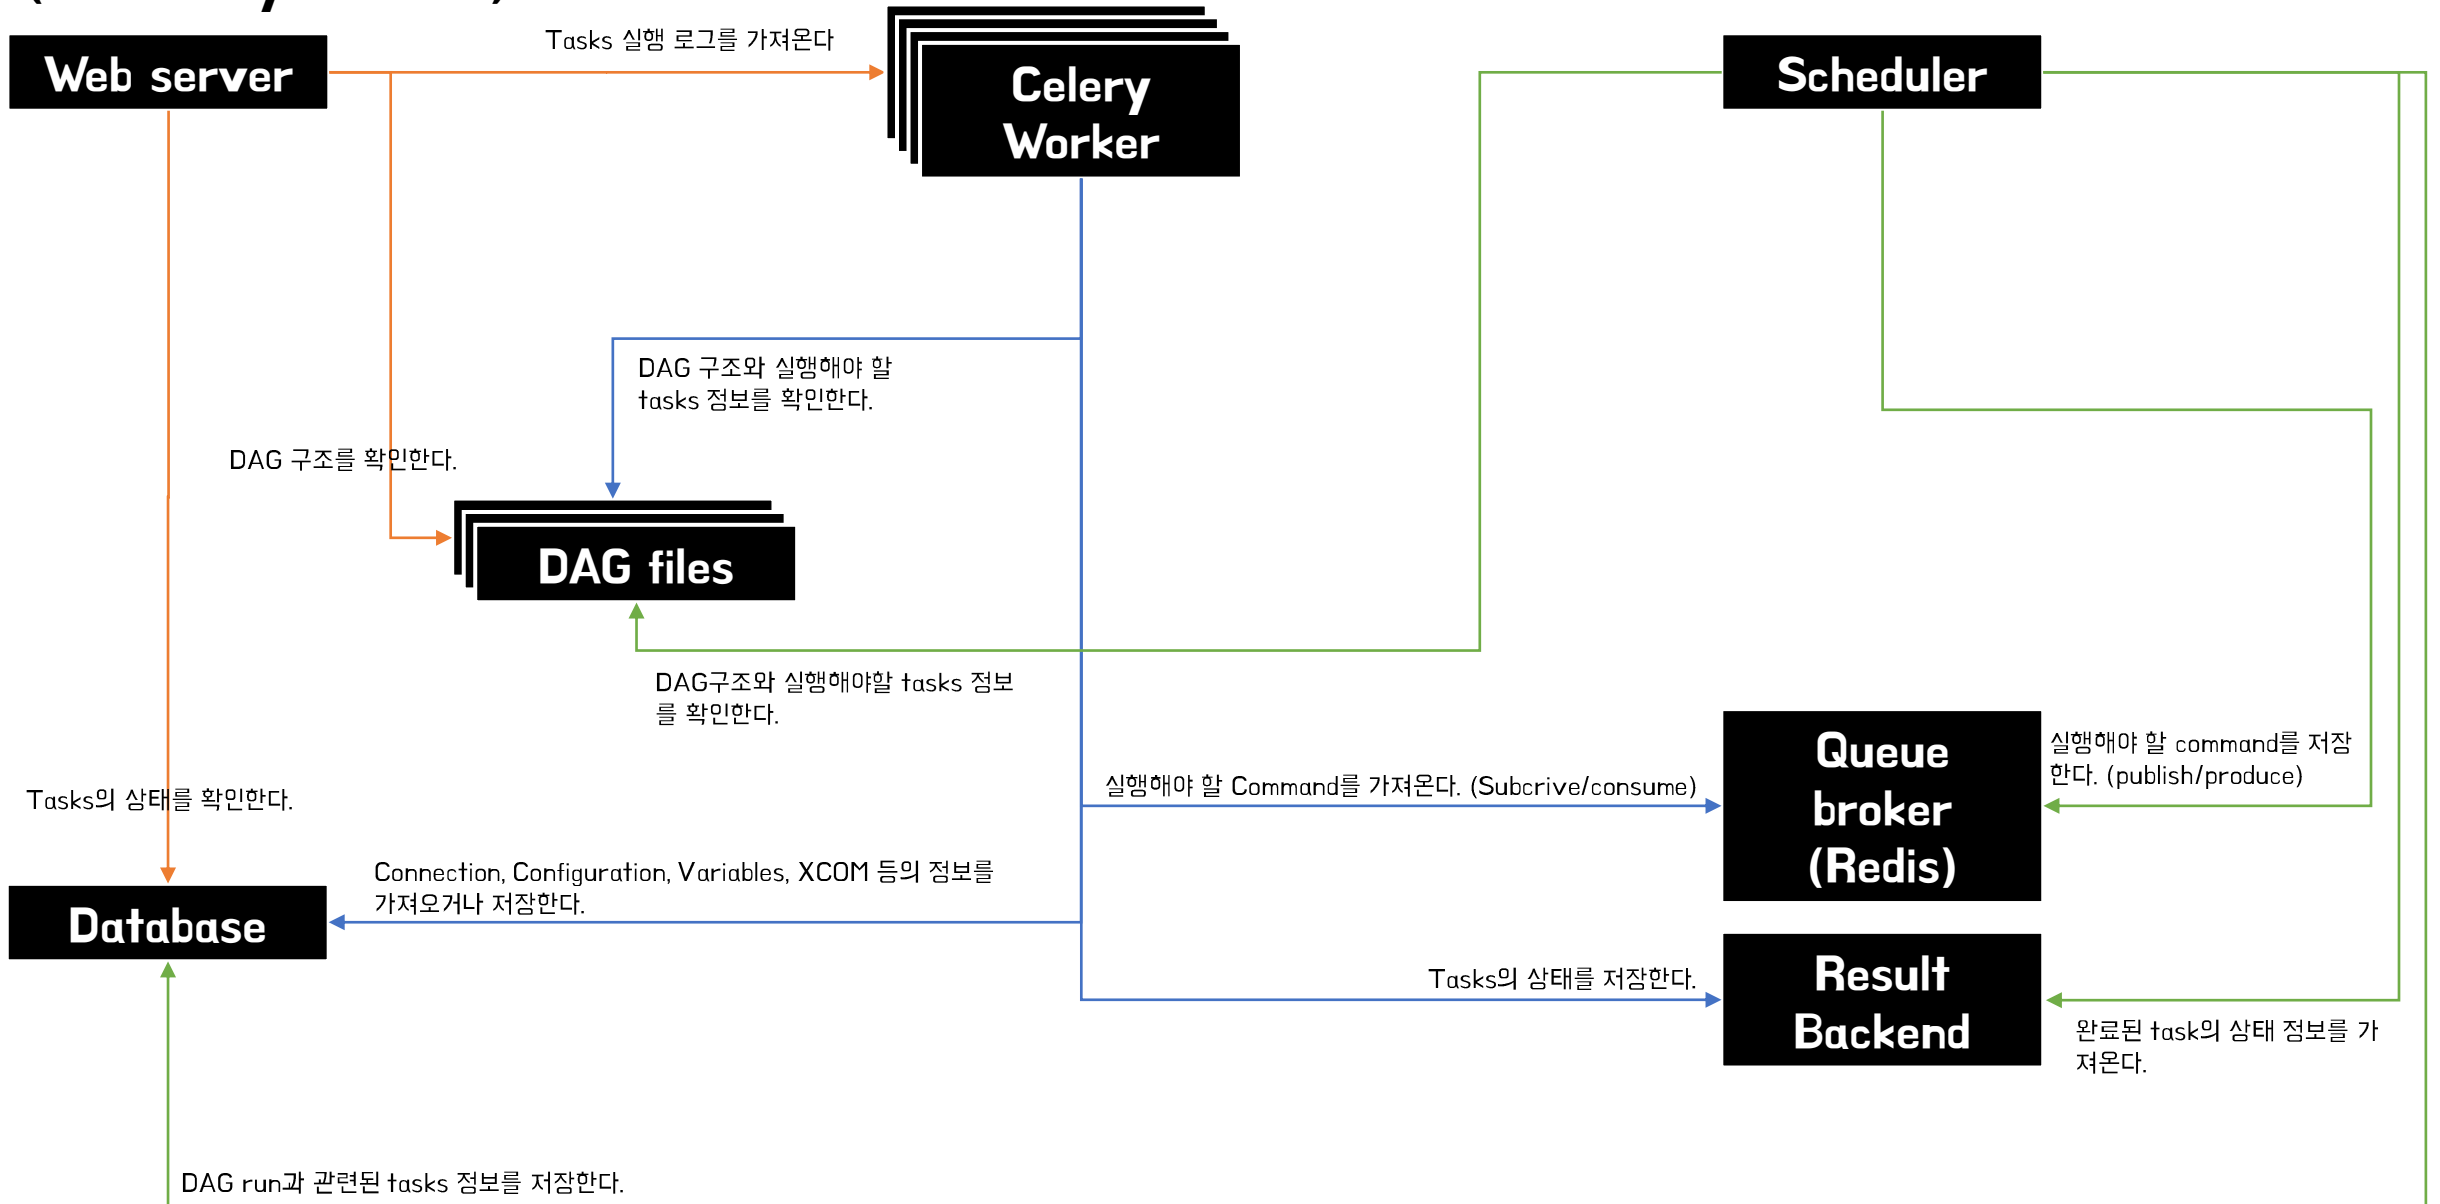 Web server
Tasks 실행 로그를 가져온다
Celery
Worker
Scheduler
DAG 구조와 실행해야 할
tasks 정보를 확인한다.
DAG 구조를 확인한다.
DAG files
DAG구조와 실행해야할 tasks 정보
를 확인한다.
Queue
broker
(Redis)
실행해야 할 command를 저장
한다. (publish/produce)
실행해야 할 Command를 가져온다. (Subcrive/consume)
Tasks의 상태를 확인한다.
Connection, Configuration, Variables, XCOM 등의 정보를
가져오거나 저장한다.
Database
Tasks의 상태를 저장한다.
Result
Backend
완료된 task의 상태 정보를 가
져온다.
DAG run과 관련된 tasks 정보를 저장한다.